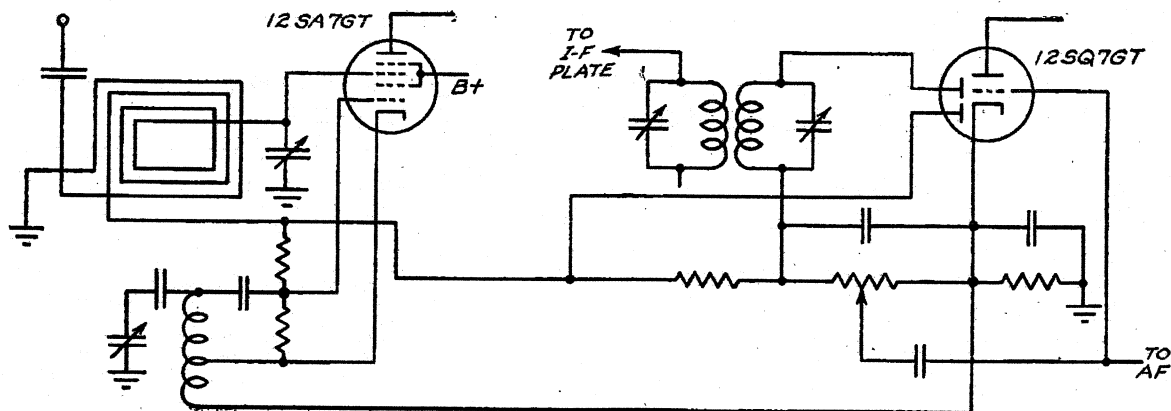 12SA7GT
B+
TO
I-F
PLATE
12SQ7GT
TO
AF